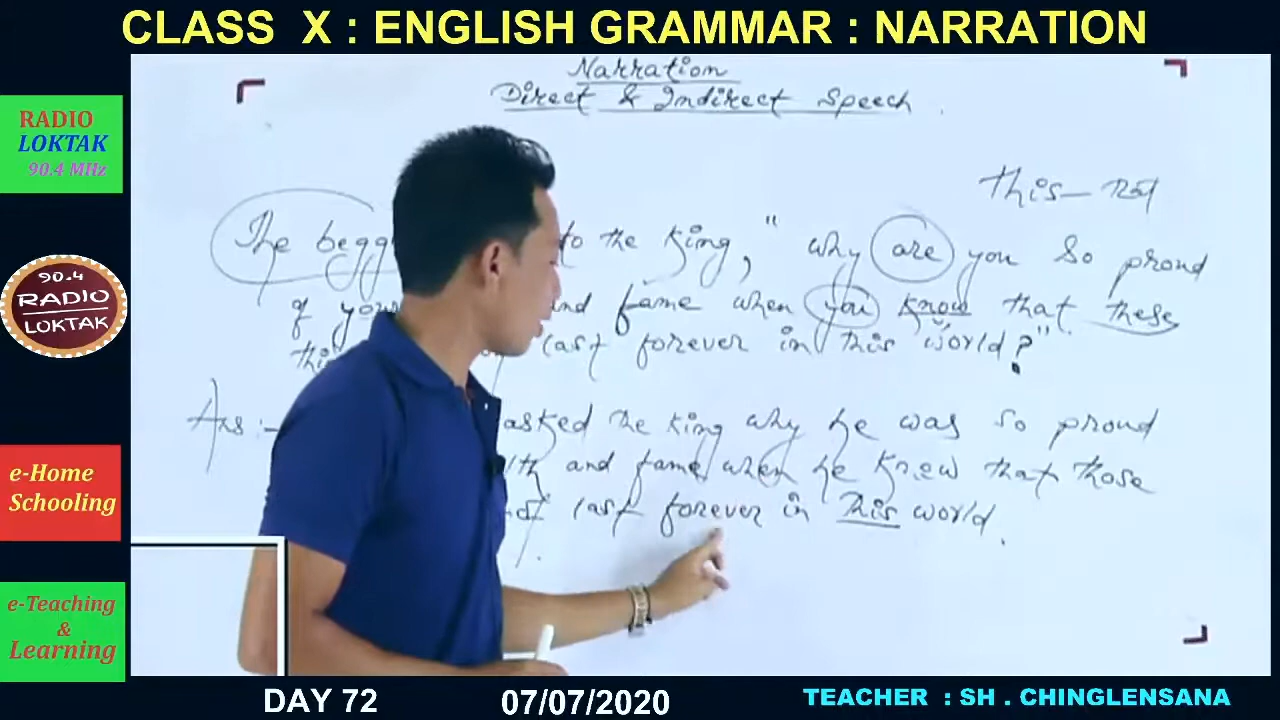 CLASS X : ENGLISH GRAMMAR : NARRATION
Narration
Direct & Indirect Speech
RADIO
LOKTAK
90.4 MHz
this — not
The begg to the king, " why are you so proud
of your and fame when you know that these
last forever in this world ? "
90.4
RADIO
LOKTAK
Ans :- asked the king why he was so proud
and fame when he knew that those
last forever in this world.
e-Home
Schooling
e-Teaching
&
Learning
DAY 72
07/07/2020
TEACHER : SH . CHINGLENSANA